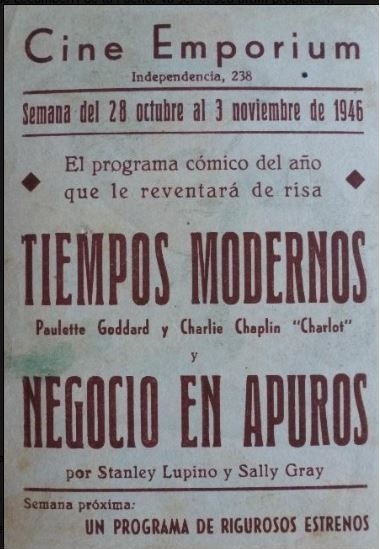 Cine Emporium
Independencia, 238
Semana del 28 octubre al 3 noviembre de 1946
El programa cómico del año
que le reventará de risa
TIEMPOS MODERNOS
Paulette Goddard y Charlie Chaplin "Charlot"
y
NEGOCIO EN APUROS
por Stanley Lupino y Sally Gray
Semana próxima:
UN PROGRAMA DE RIGUROSOS ESTRENOS